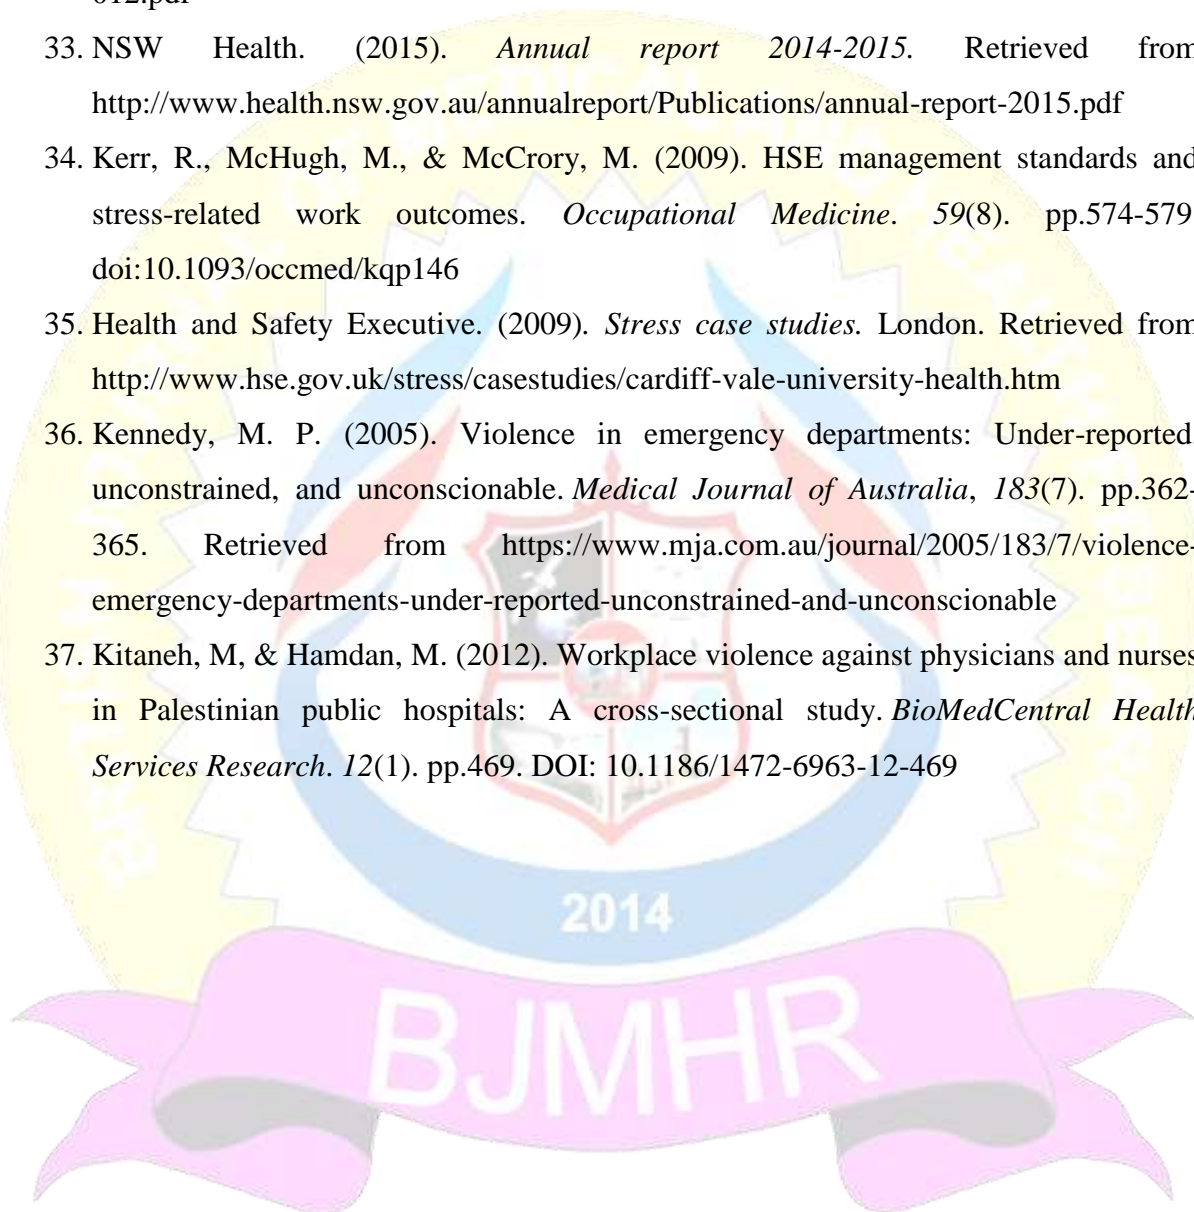 012.pdf
33. NSW Health. (2015). Annual report 2014-2015. Retrieved from
http://www.health.nsw.gov.au/annualreport/Publications/annual-report-2015.pdf
34. Kerr, R., McHugh, M., & McCrory, M. (2009). HSE management standards and
stress-related work outcomes. Occupational Medicine. 59(8). pp.574-579
doi:10.1093/occmed/kqp146
35. Health and Safety Executive. (2009). Stress case studies. London. Retrieved from
http://www.hse.gov.uk/stress/casestudies/cardiff-vale-university-health.htm
36. Kennedy, M. P. (2005). Violence in emergency departments: Under-reported,
unconstrained, and unconscionable. Medical Journal of Australia, 183(7). pp.362-
365. Retrieved from https://www.mja.com.au/journal/2005/183/7/violence-
emergency-departments-under-reported-unconstrained-and-unconscionable
37. Kitaneh, M, & Hamdan, M. (2012). Workplace violence against physicians and nurses
in Palestinian public hospitals: A cross-sectional study. BioMedCentral Health
Services Research. 12(1). pp.469. DOI: 10.1186/1472-6963-12-469
2014
BJMHR